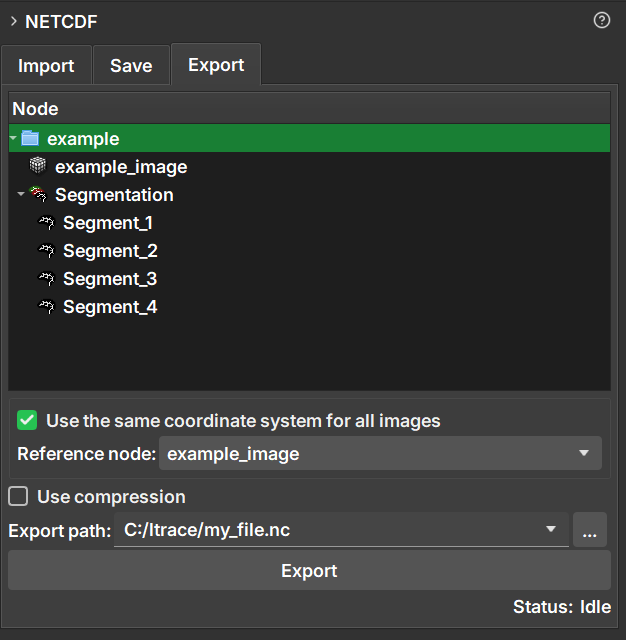 NETCDF
Import Save Export
Node
example
example_image
Segmentation
Segment_1
Segment_2
Segment_3
Segment_4
Use the same coordinate system for all images
Reference node: example_image
Use compression
Export path: C:/ltrace/my_file.nc ...
Export
Status: Idle